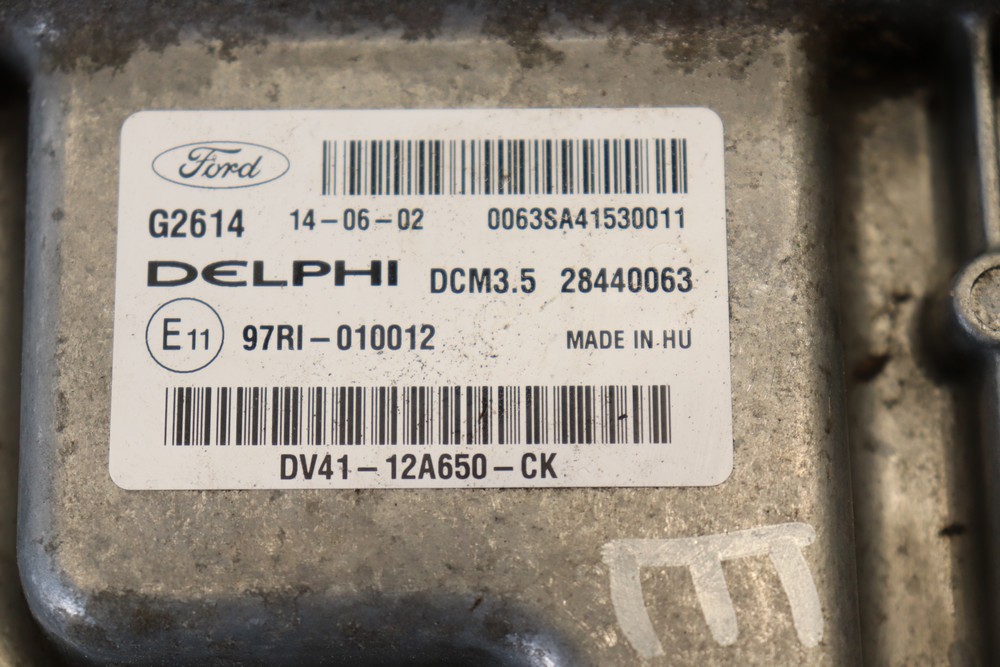 Ford
G2614 14-06-02 0063SA41530011
DELPHI DCM3.5 28440063
E11 97RI-010012 MADE IN HU
DV41-12A650-CK
E